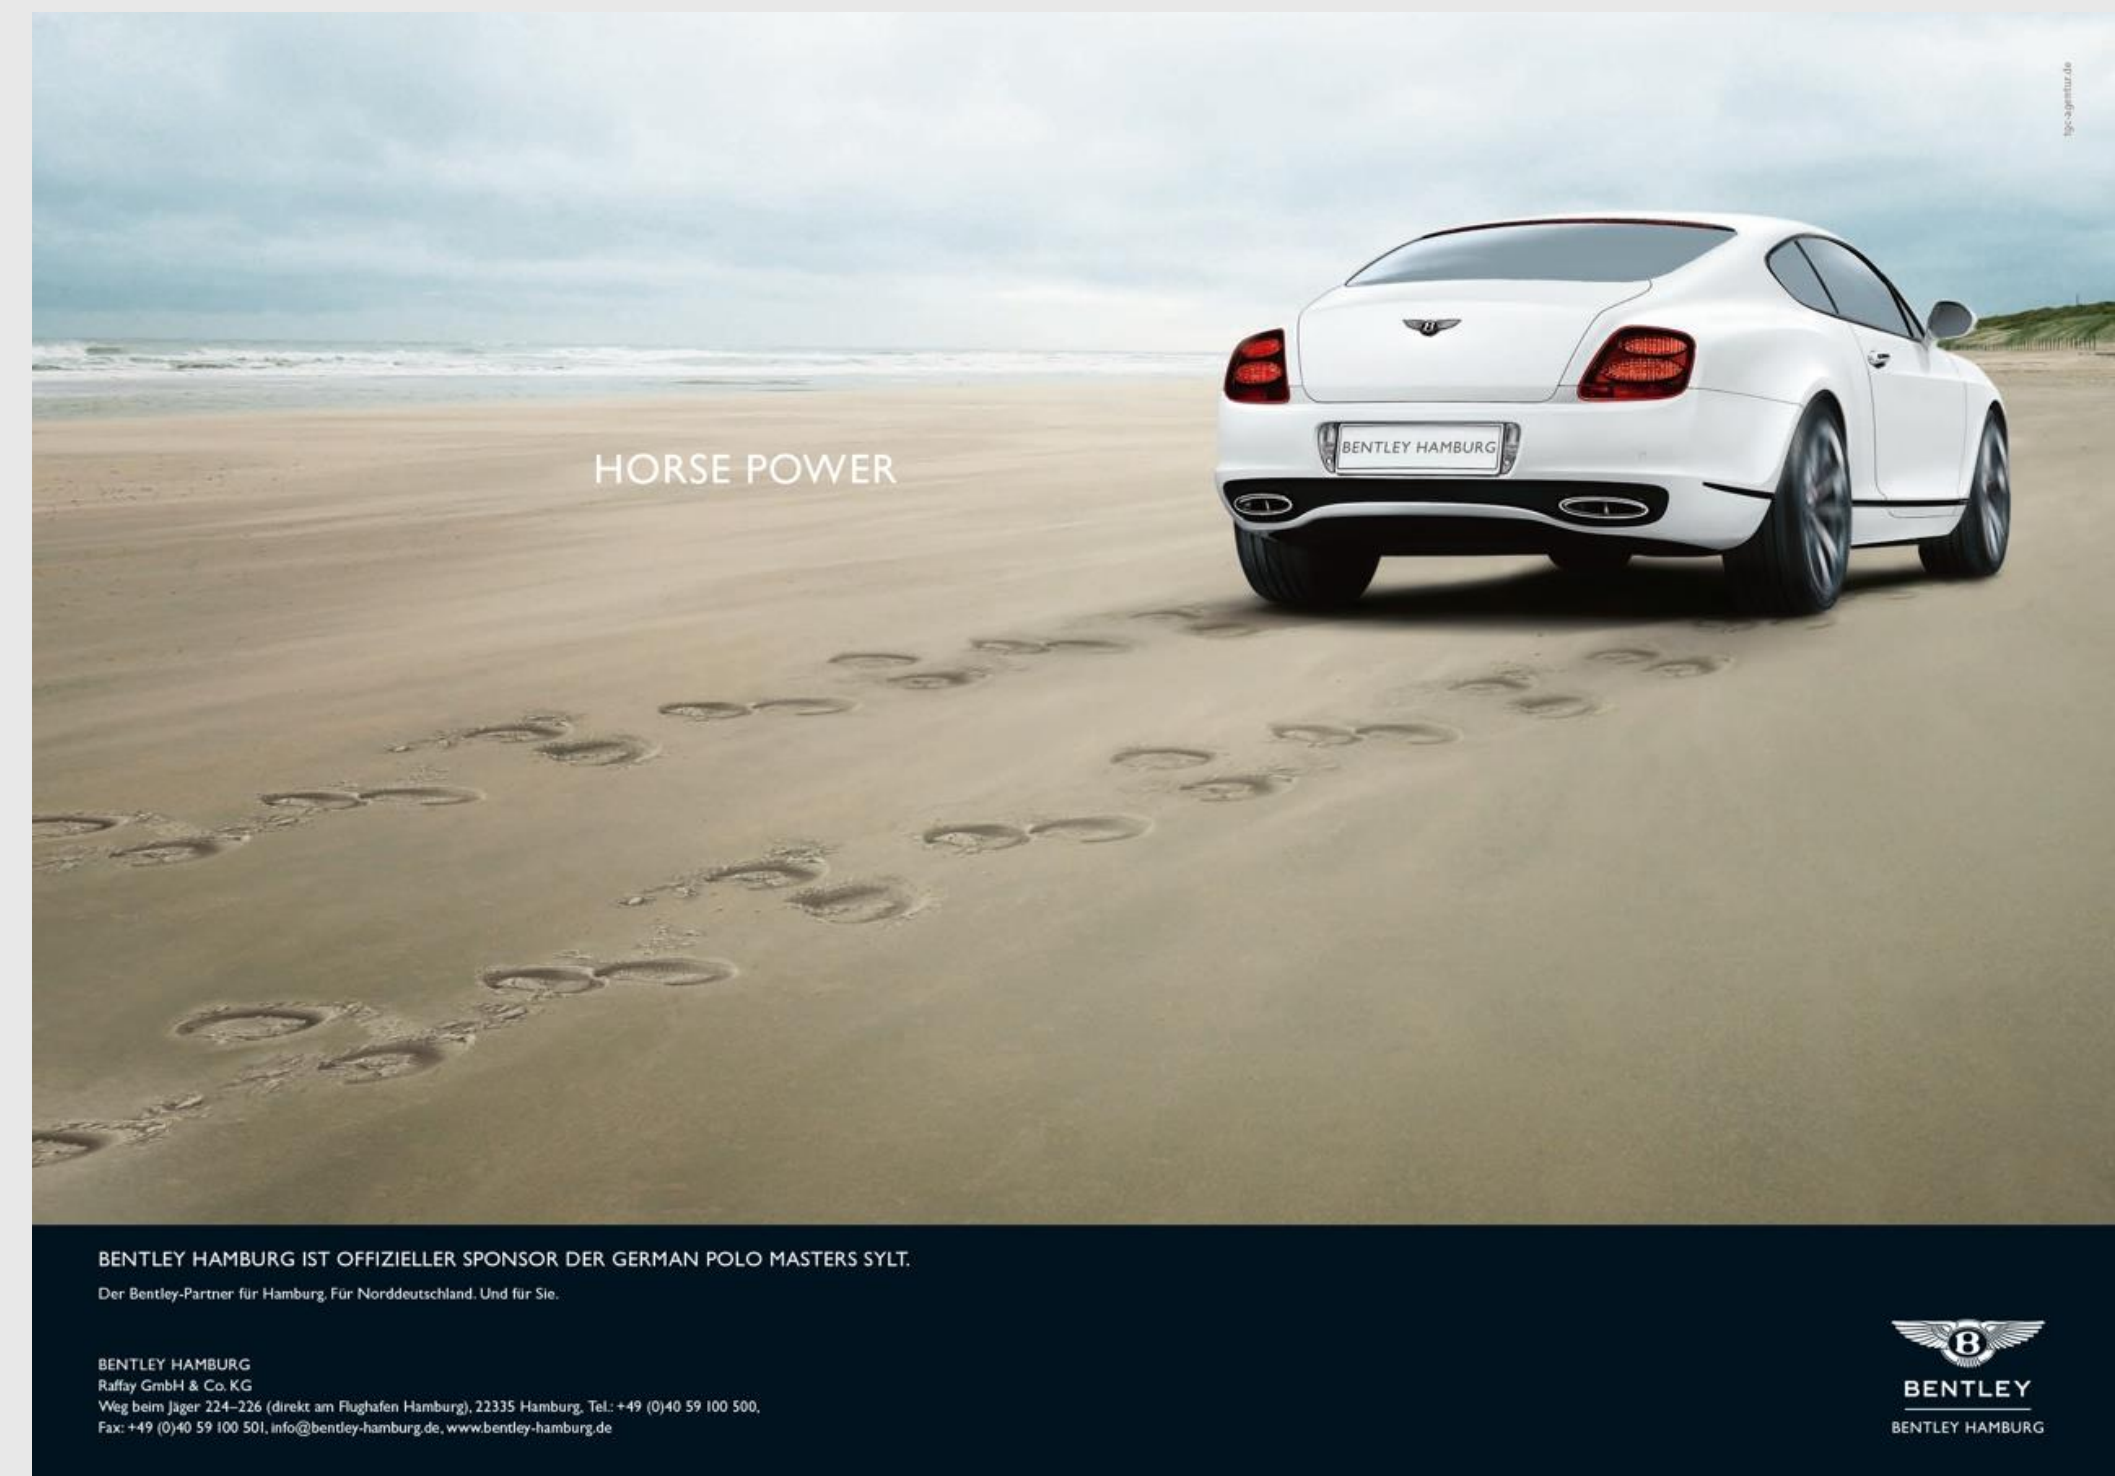 tgc-agentur.de
BENTLEY HAMBURG
HORSE POWER
BENTLEY HAMBURG IST OFFIZIELLER SPONSOR DER GERMAN POLO MASTERS SYLT.
Der Bentley-Partner für Hamburg. Für Norddeutschland. Und für Sie.
BENTLEY HAMBURG
Raffay GmbH & Co. KG
Weg beim Jäger 224–226 (direkt am Flughafen Hamburg), 22335 Hamburg, Tel.: +49 (0)40 59 100 500,
Fax: +49 (0)40 59 100 501, info@bentley-hamburg.de, www.bentley-hamburg.de
B
BENTLEY
BENTLEY HAMBURG